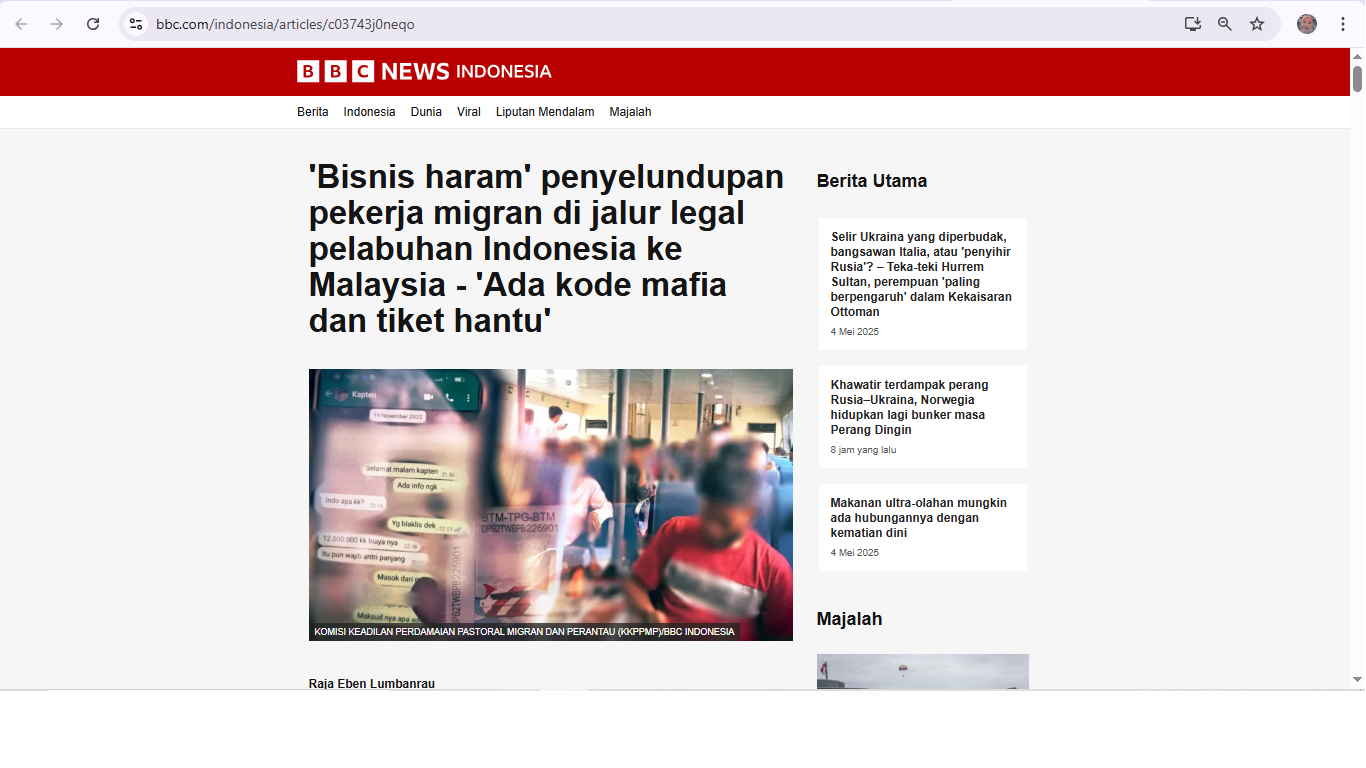 bbc.com/indonesia/articles/c03743j0neqo
BBC NEWS INDONESIA
Berita Indonesia Dunia Viral Liputan Mendalam Majalah
'Bisnis haram' penyelundupan
pekerja migran di jalur legal
pelabuhan Indonesia ke
Malaysia - 'Ada kode mafia
dan tiket hantu'
Kapten
19 November 2022
Selamat malam kapten
Ada info ngk
Indo apa kk?
Yg blaklis dek
12.000.000 kk biaya nya
Itu pun wajib antri panjang
Masok dari
Maksud nya apa
BTM-TPG-BTM
KOMISI KEADILAN PERDAMAIAN PASTORAL MIGRAN DAN PERANTAU (KKPPMP)/BBC INDONESIA
Raja Eben Lumbanrau
Berita Utama
Selir Ukraina yang diperbudak,
bangsawan Italia, atau 'penyihir
Rusia'? – Teka-teki Hurrem
Sultan, perempuan 'paling
berpengaruh' dalam Kekaisaran
Ottoman
4 Mei 2025
Khawatir terdampak perang
Rusia–Ukraina, Norwegia
hidupkan lagi bunker masa
Perang Dingin
8 jam yang lalu
Makanan ultra-olahan mungkin
ada hubungannya dengan
kematian dini
4 Mei 2025
Majalah